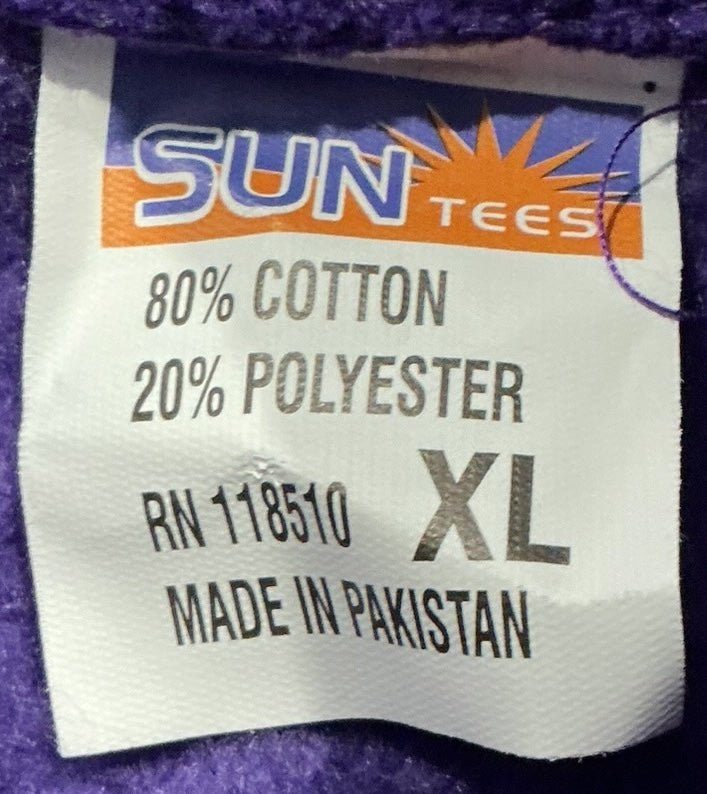 SUN TEES
80% COTTON
20% POLYESTER
RN 118510 XL
MADE IN PAKISTAN